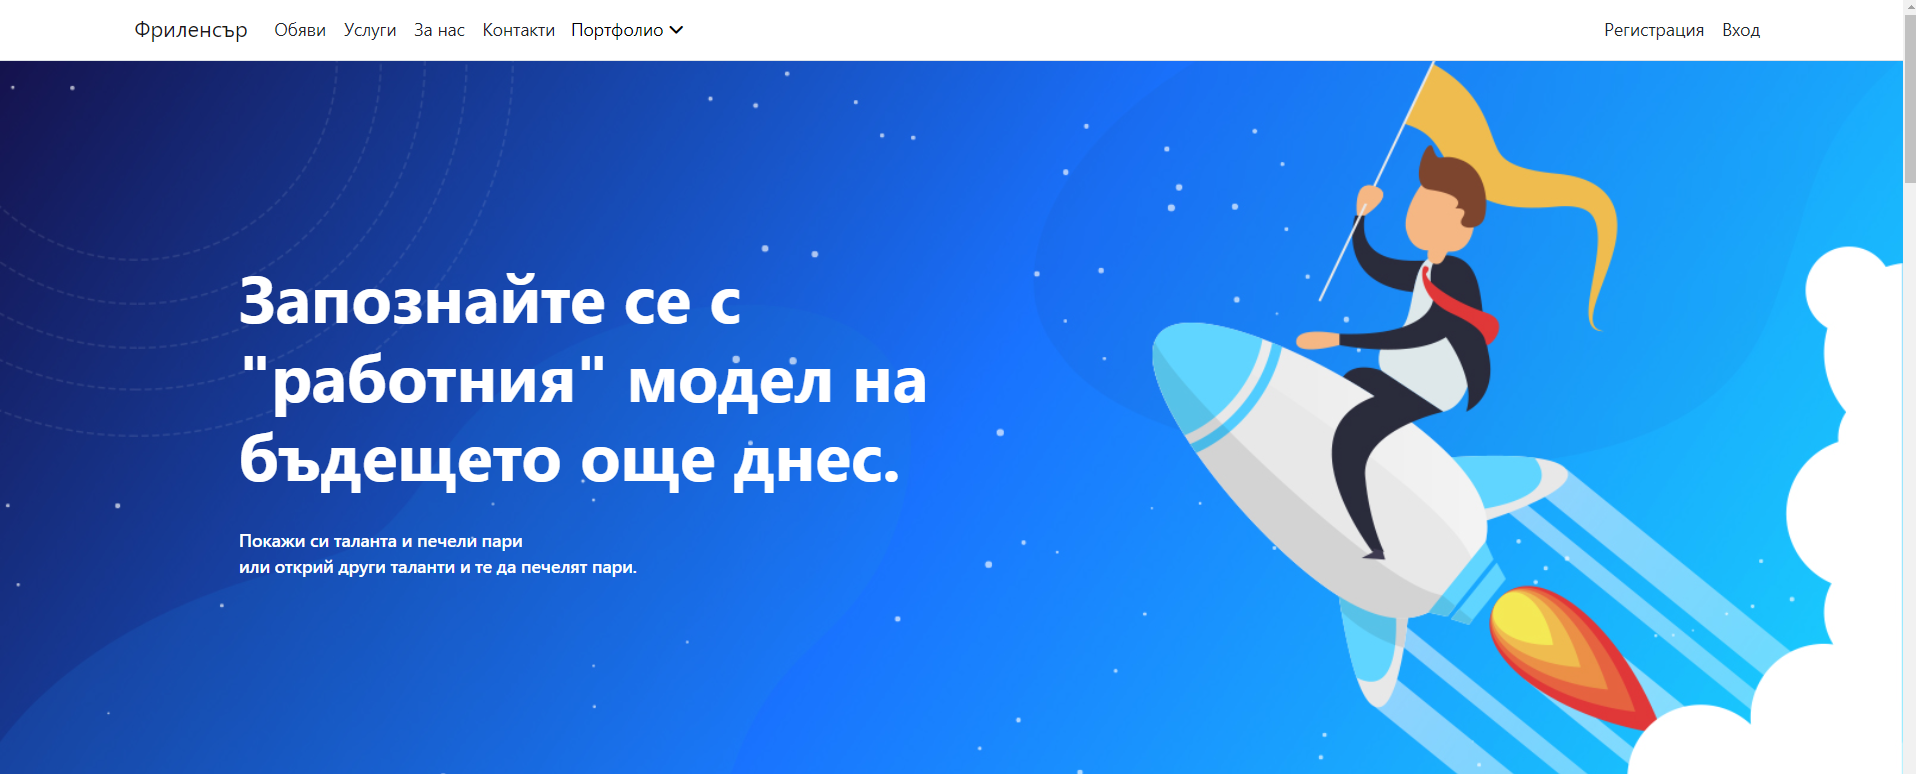 Фриленсър Обяви Услуги За нас Контакти Портфолио Регистрация Вход
Запознайте се с
"работния" модел на
бъдещето още днес.
Покажи си таланта и печели пари
или открий други таланти и те да печелят пари.